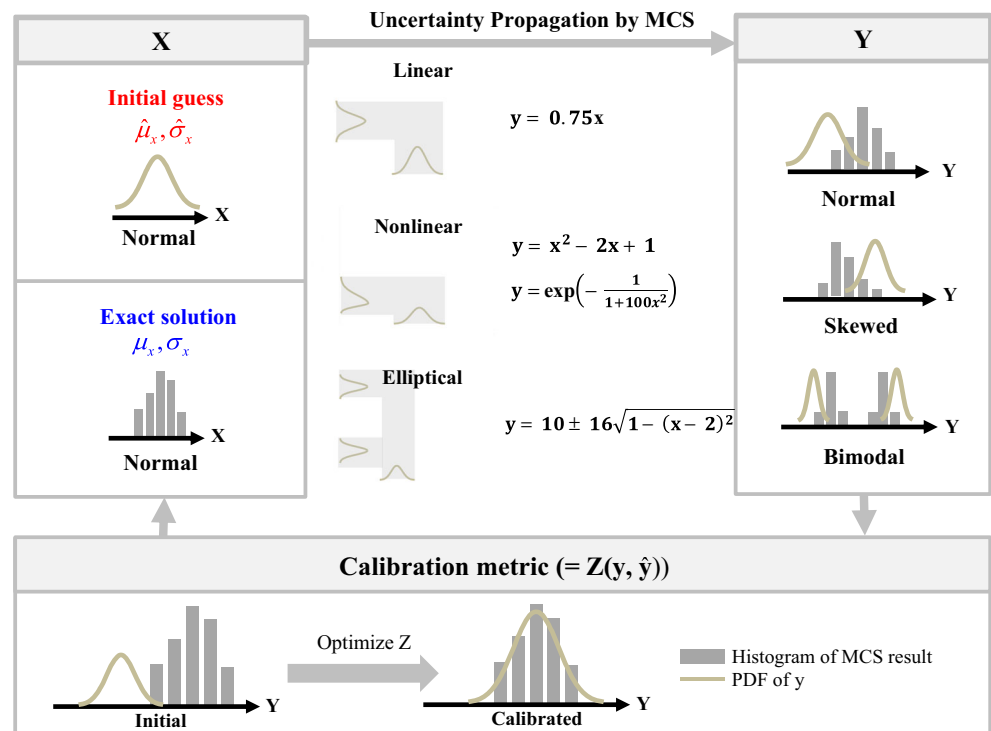 Uncertainty Propagation by MCS
X
Initial guess
μ̂ₓ, σ̂ₓ
X
Normal
Exact solution
μₓ, σₓ
X
Normal
Linear
y = 0.75x
Nonlinear
y = x² − 2x + 1
y = exp(− 1/(1+100x²))
Elliptical
y = 10 ± 16√(1 − (x − 2)²)
Y
Y
Normal
Y
Skewed
Y
Bimodal
Calibration metric (= Z(y, ŷ))
Y
Initial
Optimize Z
Y
Calibrated
Histogram of MCS result
PDF of y